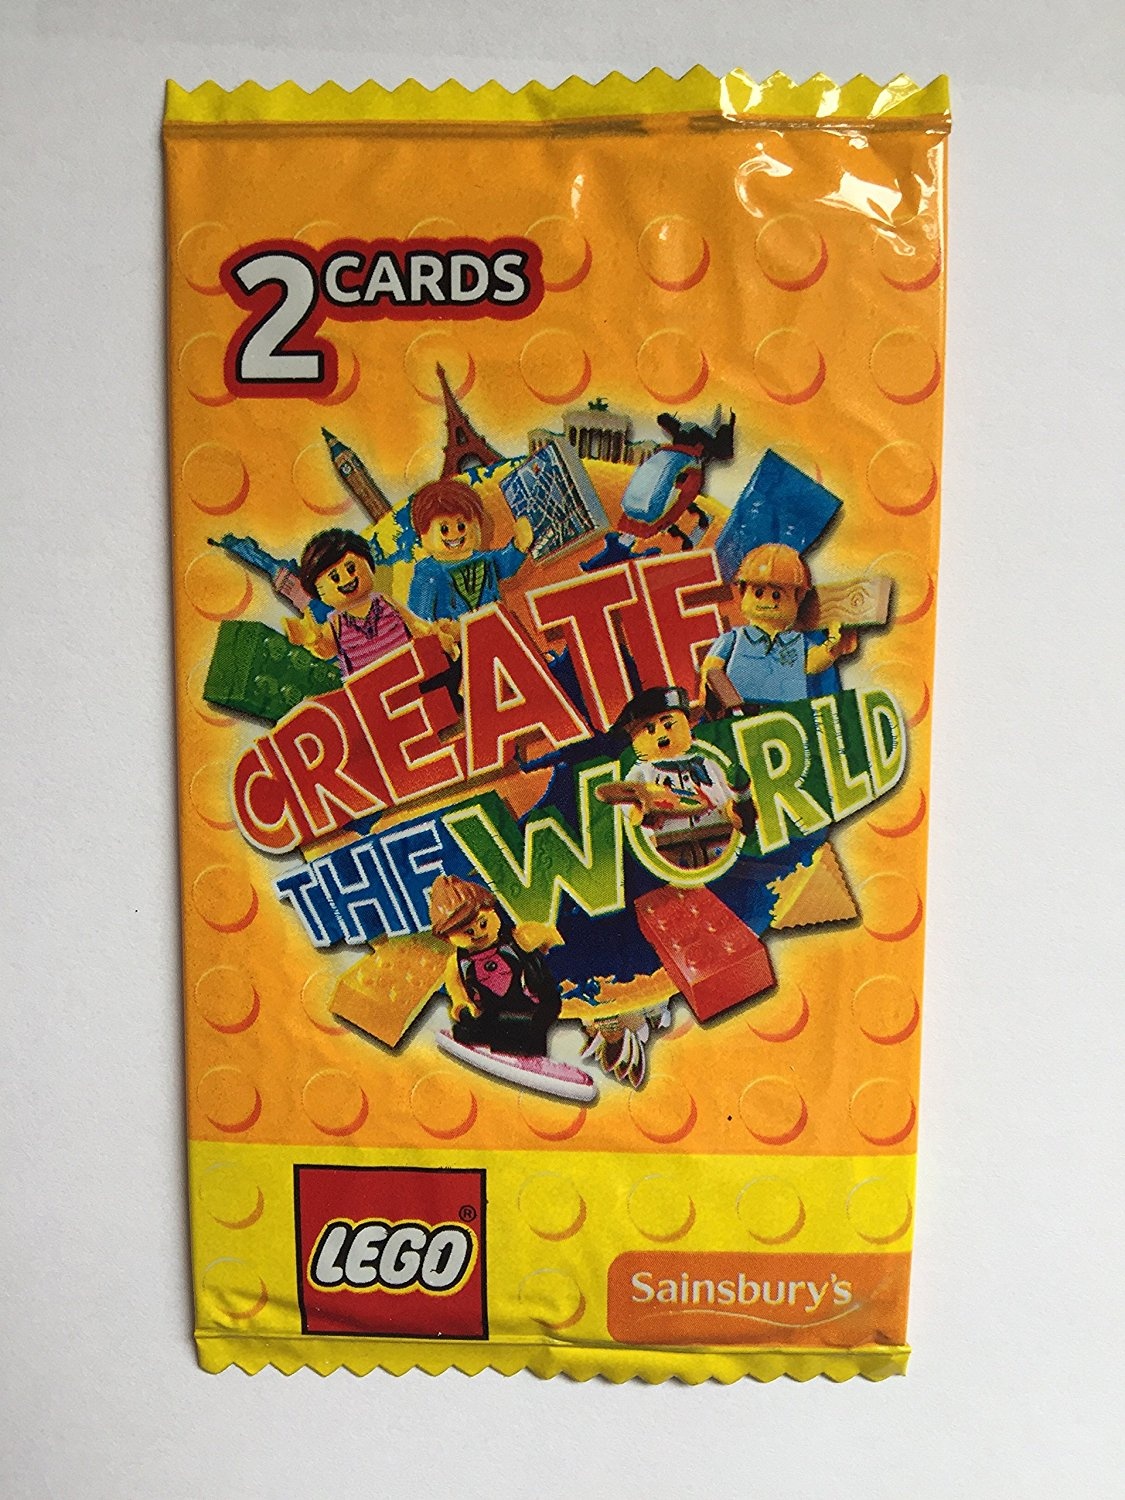 2 CARDS
CREATE
THE WORLD
LEGO ®
Sainsbury's